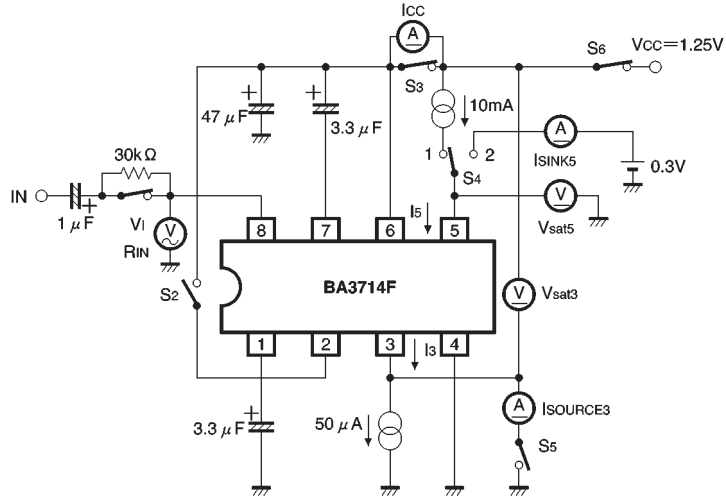 ICC
A
S6
VCC=1.25V
S3
47 μF
3.3 μF
10mA
A
1
2
ISINK5
0.3V
30kΩ
S4
IN
1 μF
VI
V
RIN
I5
V
Vsat5
8
7
6
5
S2
BA3714F
V
Vsat3
1
2
3
I3
4
3.3 μF
50 μA
A
ISOURCE3
S5